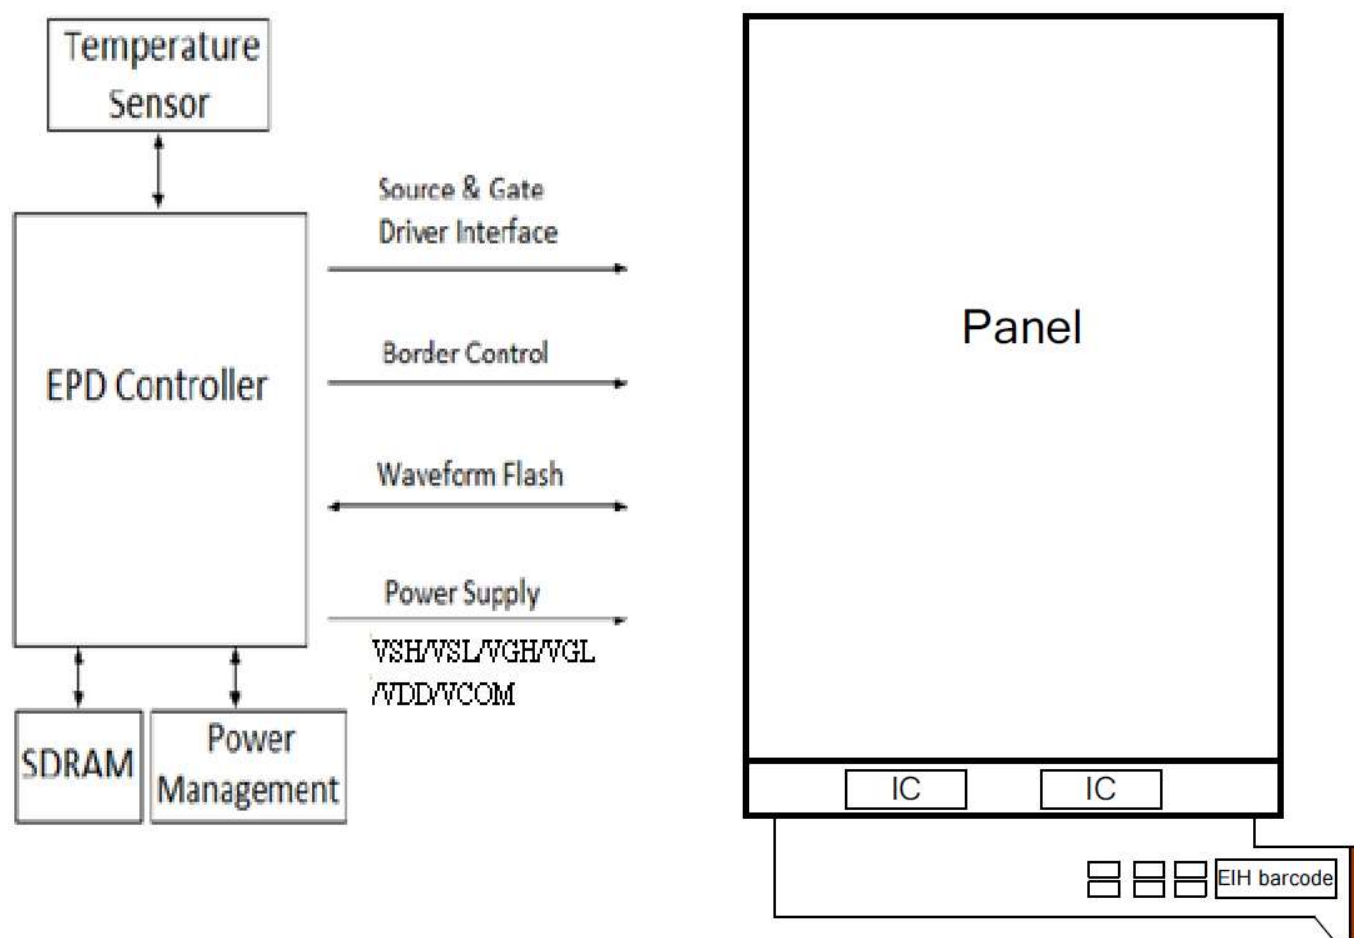 Temperature
Sensor
Source & Gate
Driver Interface
EPD Controller
Border Control
Waveform Flash
Power Supply
VSH/VSL/VGH/VGL
/VDD/VCOM
SDRAM
Power
Management
Panel
IC
IC
EIH barcode